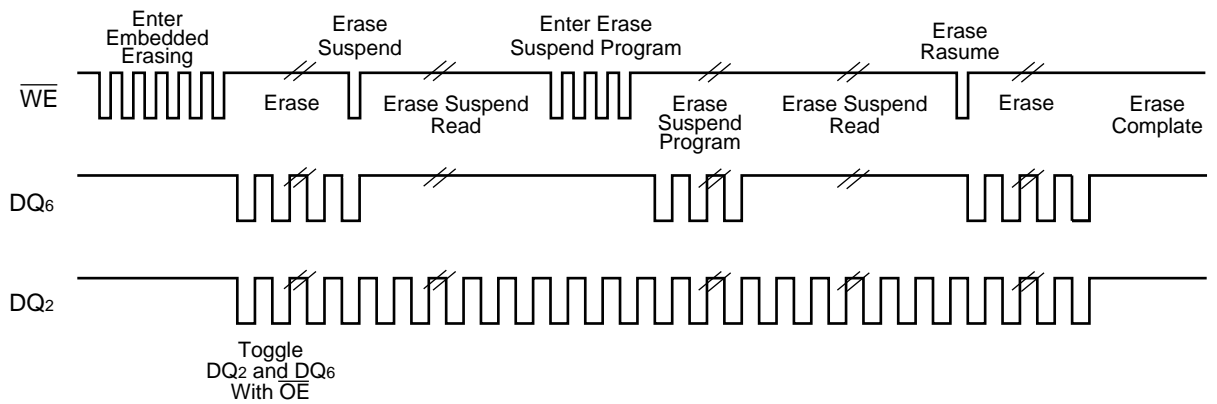 Enter
Embedded
Erasing
Erase
Suspend
Enter Erase
Suspend Program
Erase
Rasume
WE
Erase
Erase Suspend
Read
Erase
Suspend
Program
Erase Suspend
Read
Erase
Erase
Complate
DQ6
DQ2
Toggle
DQ2 and DQ6
With OE